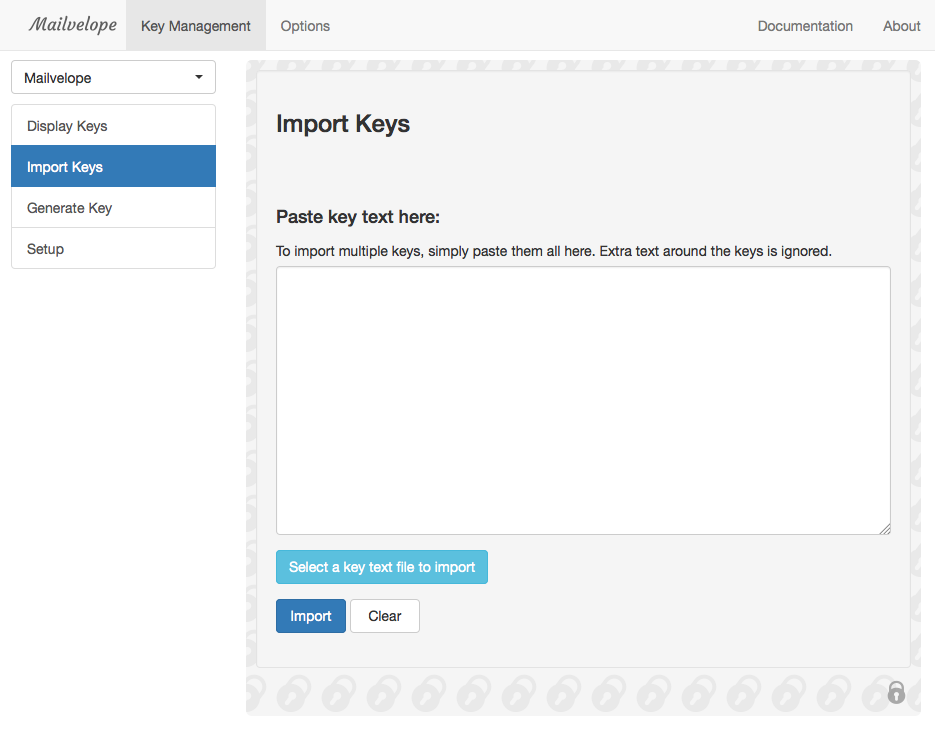 Mailvelope Key Management Options Documentation About
Mailvelope
Display Keys
Import Keys
Generate Key
Setup
Import Keys
Paste key text here:
To import multiple keys, simply paste them all here. Extra text around the keys is ignored.
Select a key text file to import
Import Clear